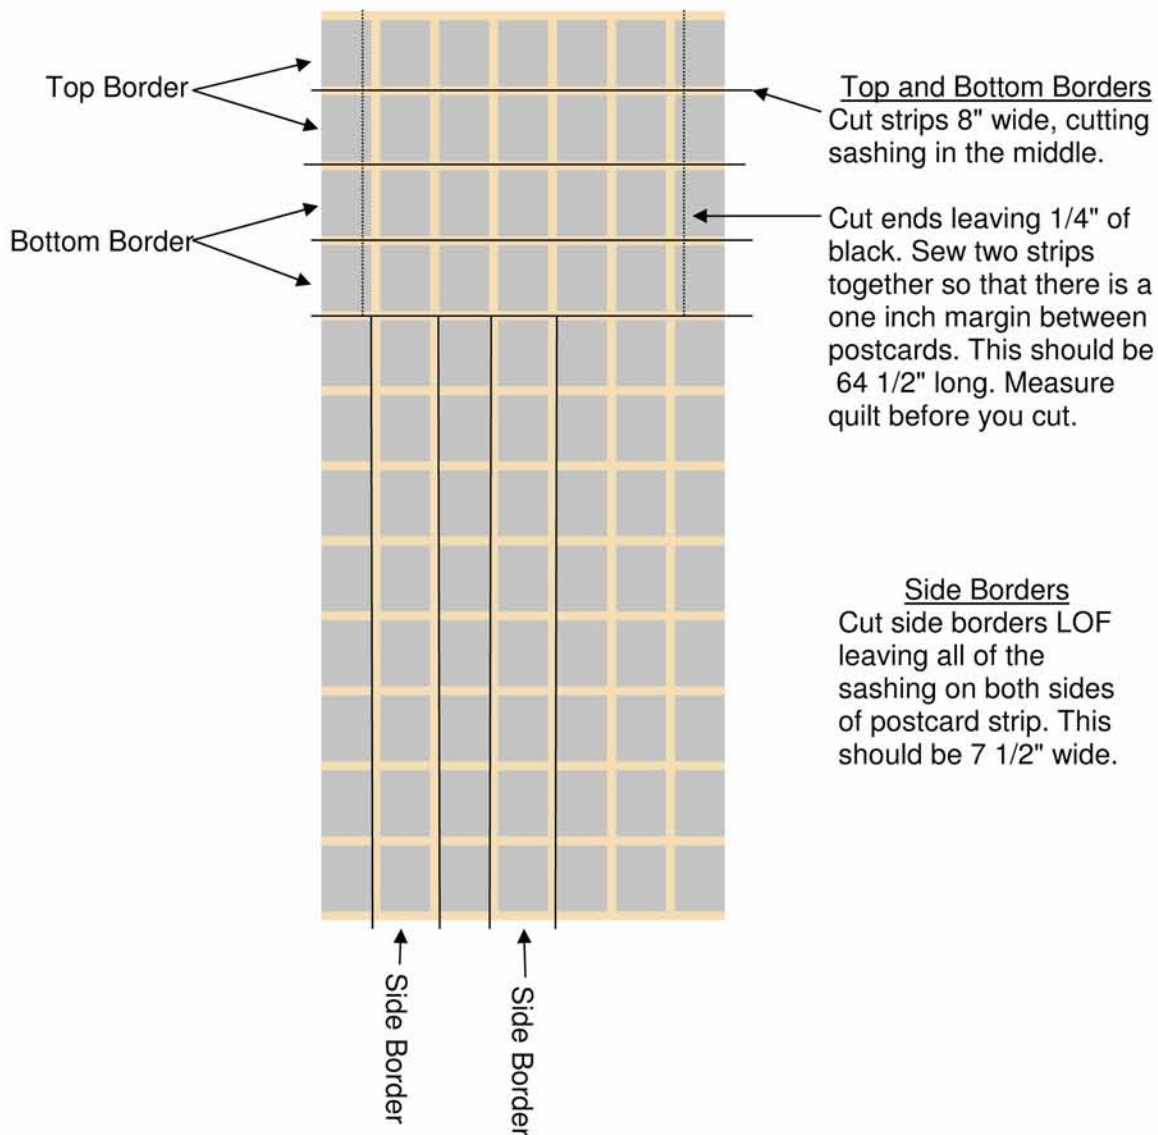 Top Border
Bottom Border
Top and Bottom Borders
Cut strips 8" wide, cutting
sashing in the middle.
Cut ends leaving 1/4" of
black. Sew two strips
together so that there is a
one inch margin between
postcards. This should be
64 1/2" long. Measure
quilt before you cut.
Side Borders
Cut side borders LOF
leaving all of the
sashing on both sides
of postcard strip. This
should be 7 1/2" wide.
Side Border
Side Border